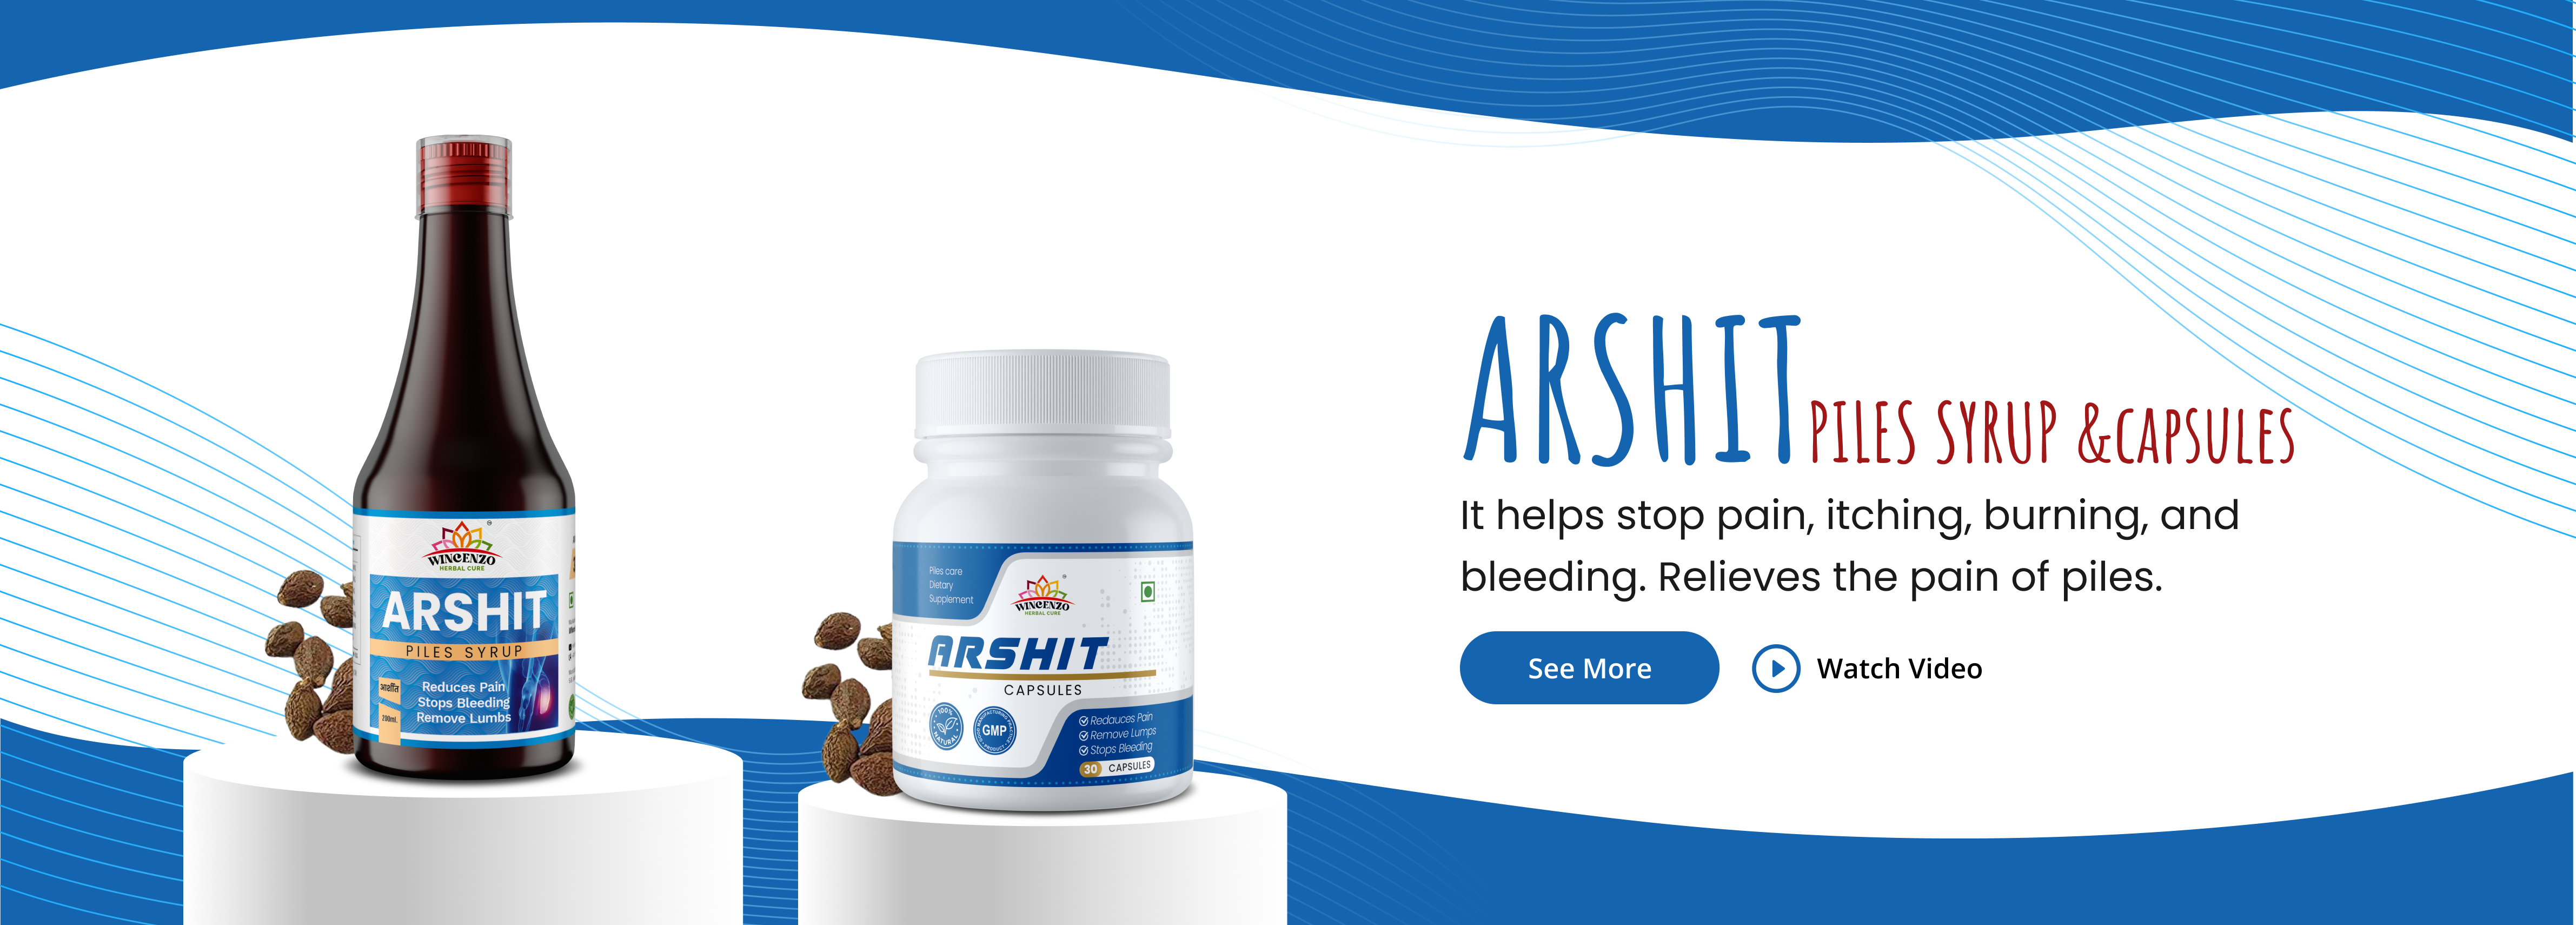 WINCENZO
HERBAL CURE
ARSHIT
PILES SYRUP
अर्शीत
200ml.
Reduces Pain
Stops Bleeding
Remove Lumbs
Piles care
Dietary
Supplement
WINCENZO
HERBAL CURE
ARSHIT
CAPSULES
100%
NATURAL
GMP
Redauces Pain
Remove Lumps
Stops Bleeding
30 CAPSULES
ARSHIT PILES SYRUP &CAPSULES
It helps stop pain, itching, burning, and
bleeding. Relieves the pain of piles.
See More
Watch Video